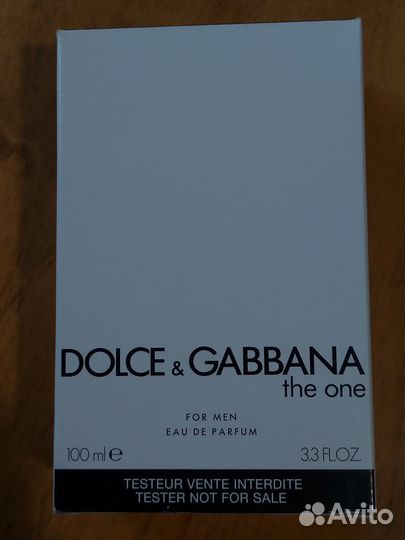 DOLCE & GABBANA
the one
FOR MEN
EAU DE PARFUM
100 ml e 3.3 FL.OZ.
TESTEUR VENTE INTERDITE
TESTER NOT FOR SALE
Avito